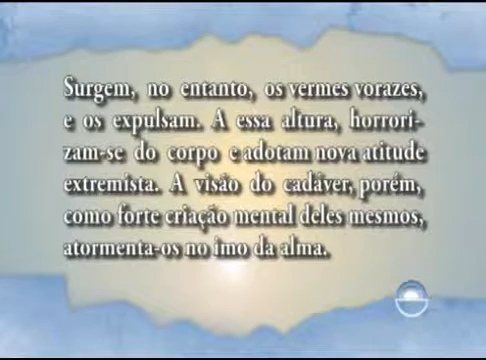 Surgem, no entanto, os vermes vorazes,
e os expulsam. A essa altura, horrori-
zam-se do corpo e adotam nova atitude
extremista. A visão do cadáver, porém,
como forte criação mental deles mesmos,
atormenta-os no imo da alma.